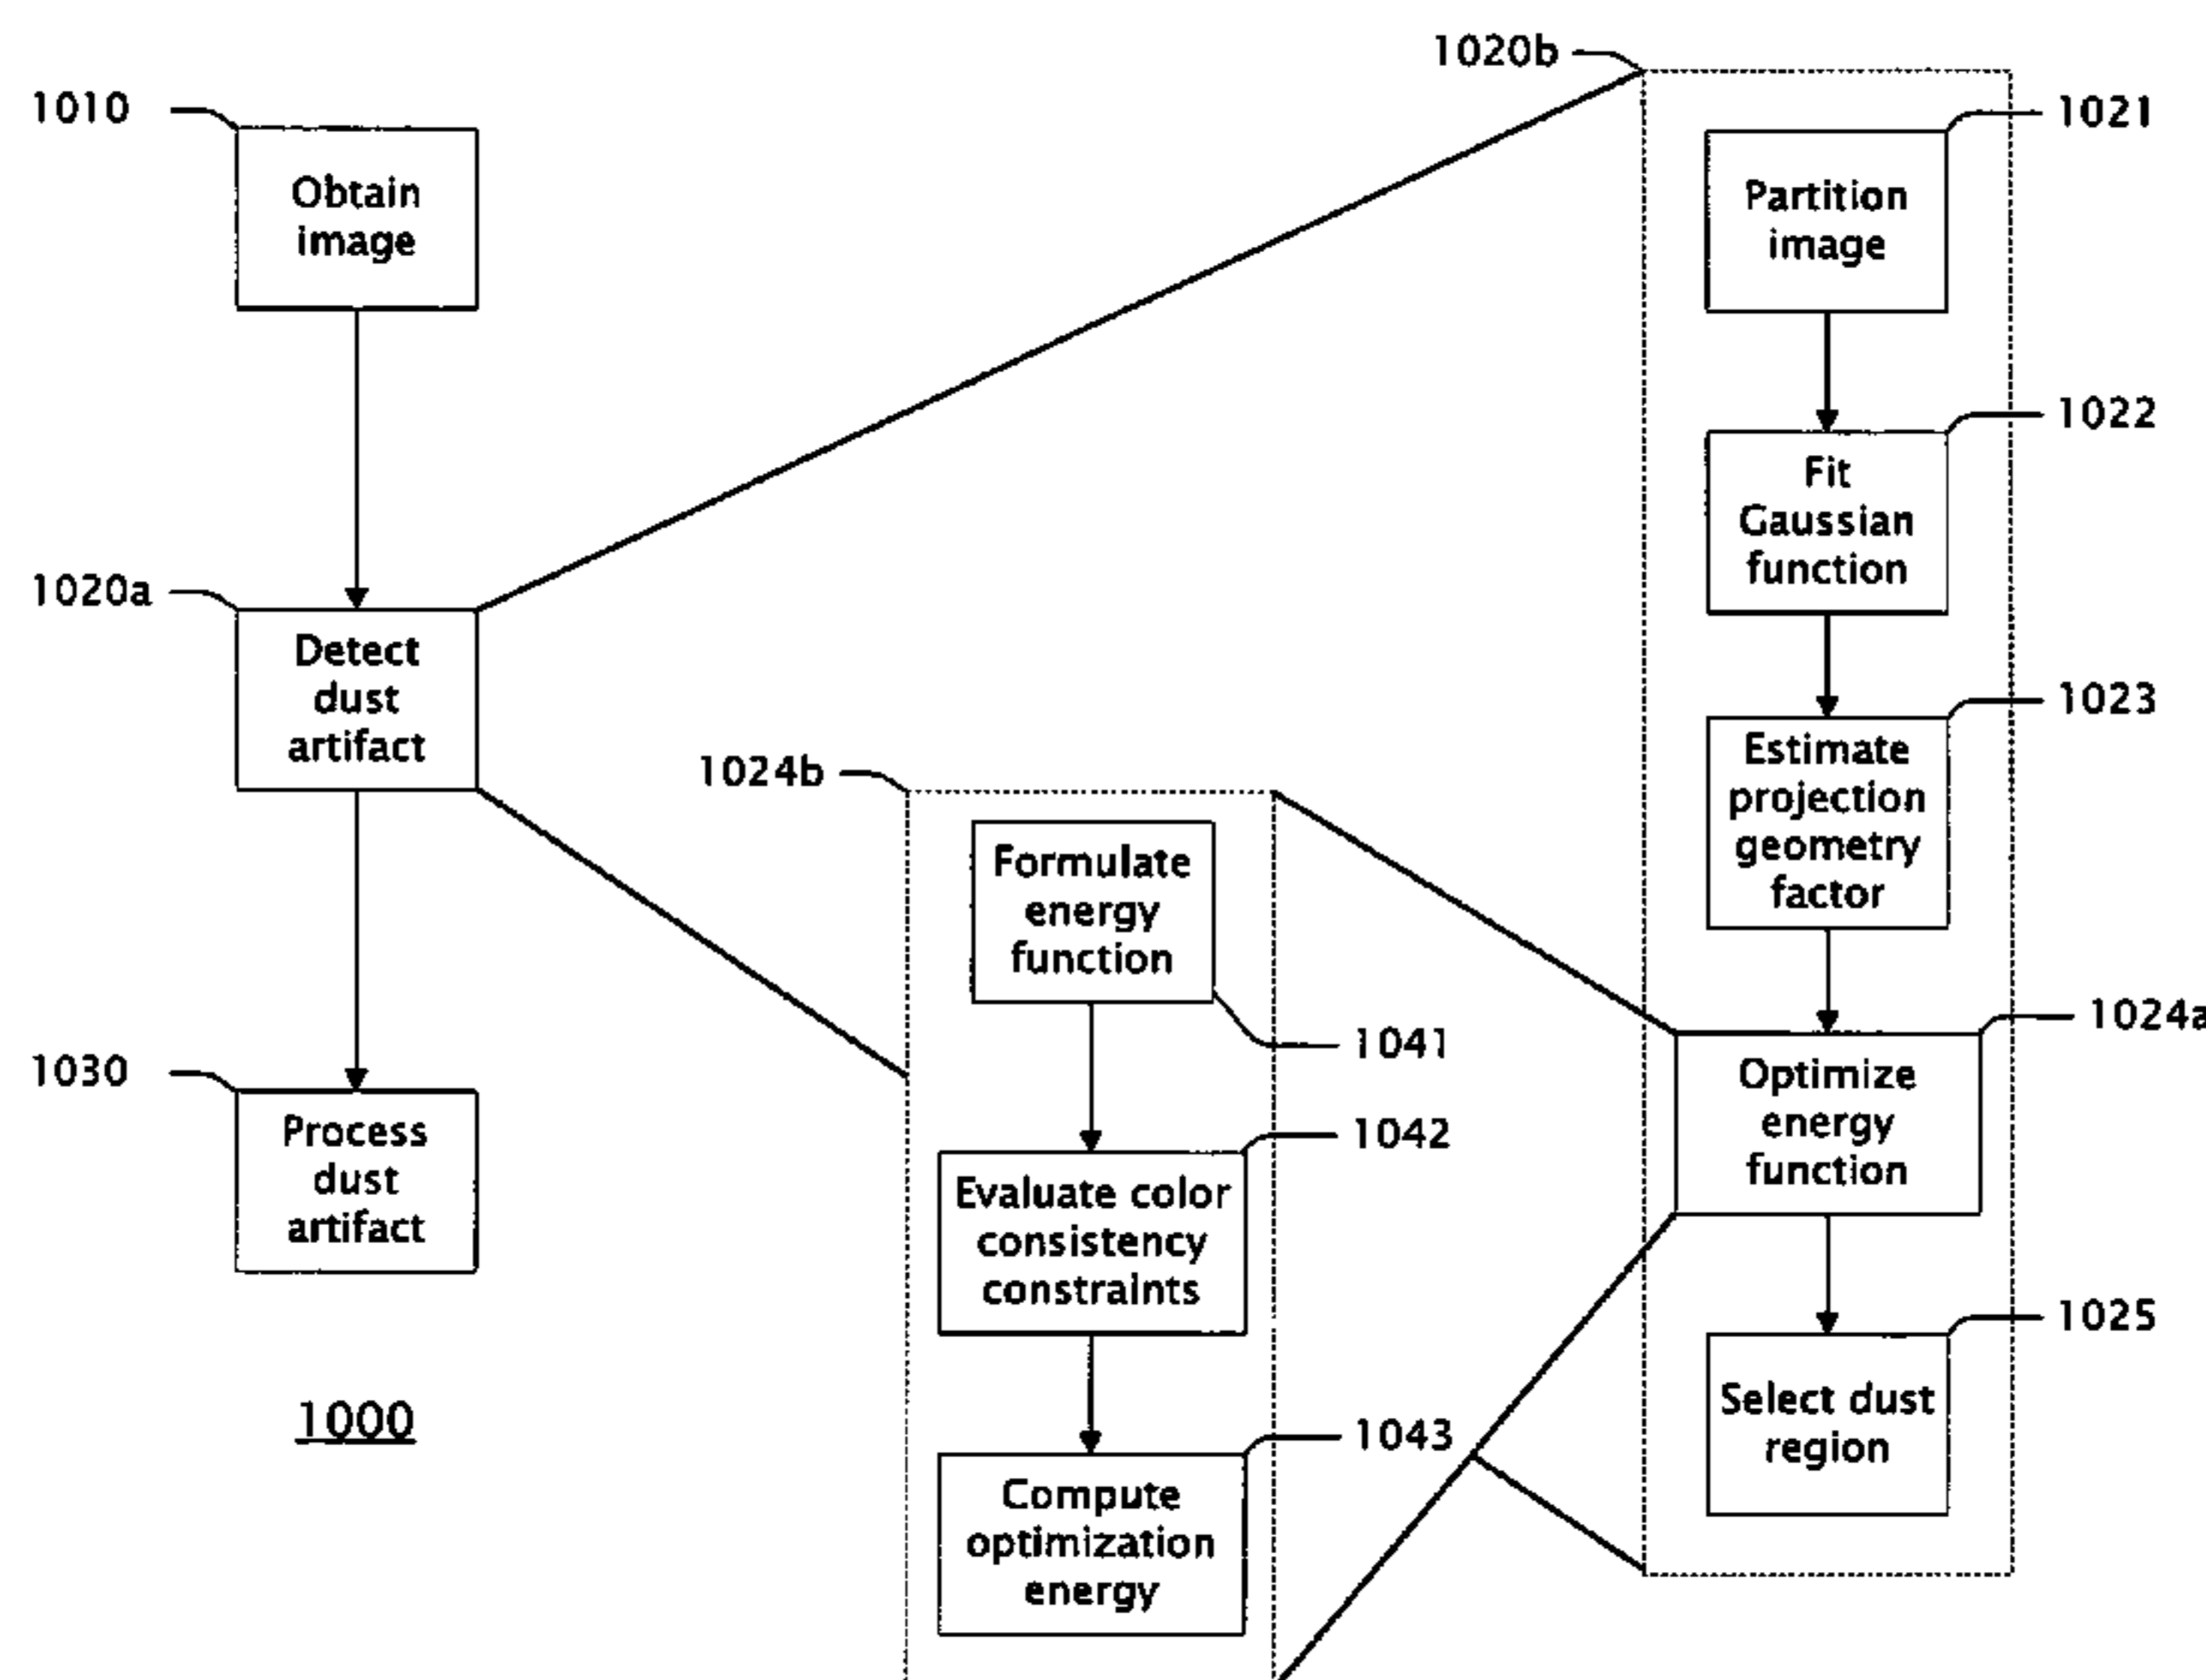 1010
Obtain
image
1020a
Detect
dust
artifact
1030
Process
dust
artifact
1000
1024b
Formulate
energy
function
1041
1042
Evaluate color
consistency
constraints
1043
Compute
optimization
energy
1020b
1021
Partition
image
1022
Fit
Gaussian
function
1023
Estimate
projection
geometry
factor
1024a
Optimize
energy
function
1025
Select dust
region